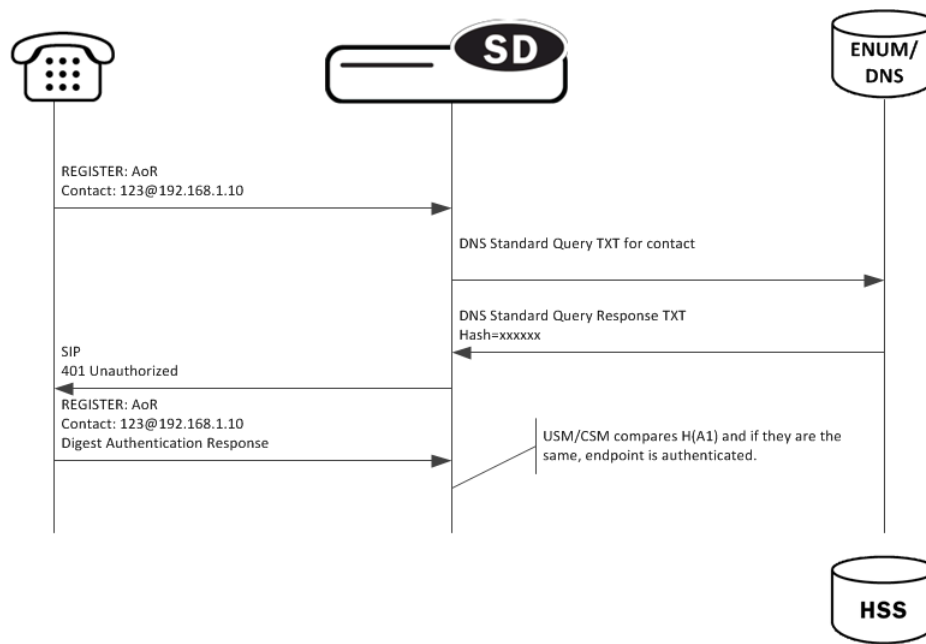 SD
ENUM/
DNS
REGISTER: AoR
Contact: 123@192.168.1.10
DNS Standard Query TXT for contact
DNS Standard Query Response TXT
Hash=xxxxxx
SIP
401 Unauthorized
REGISTER: AoR
Contact: 123@192.168.1.10
Digest Authentication Response
USM/CSM compares H(A1) and if they are the
same, endpoint is authenticated.
HSS